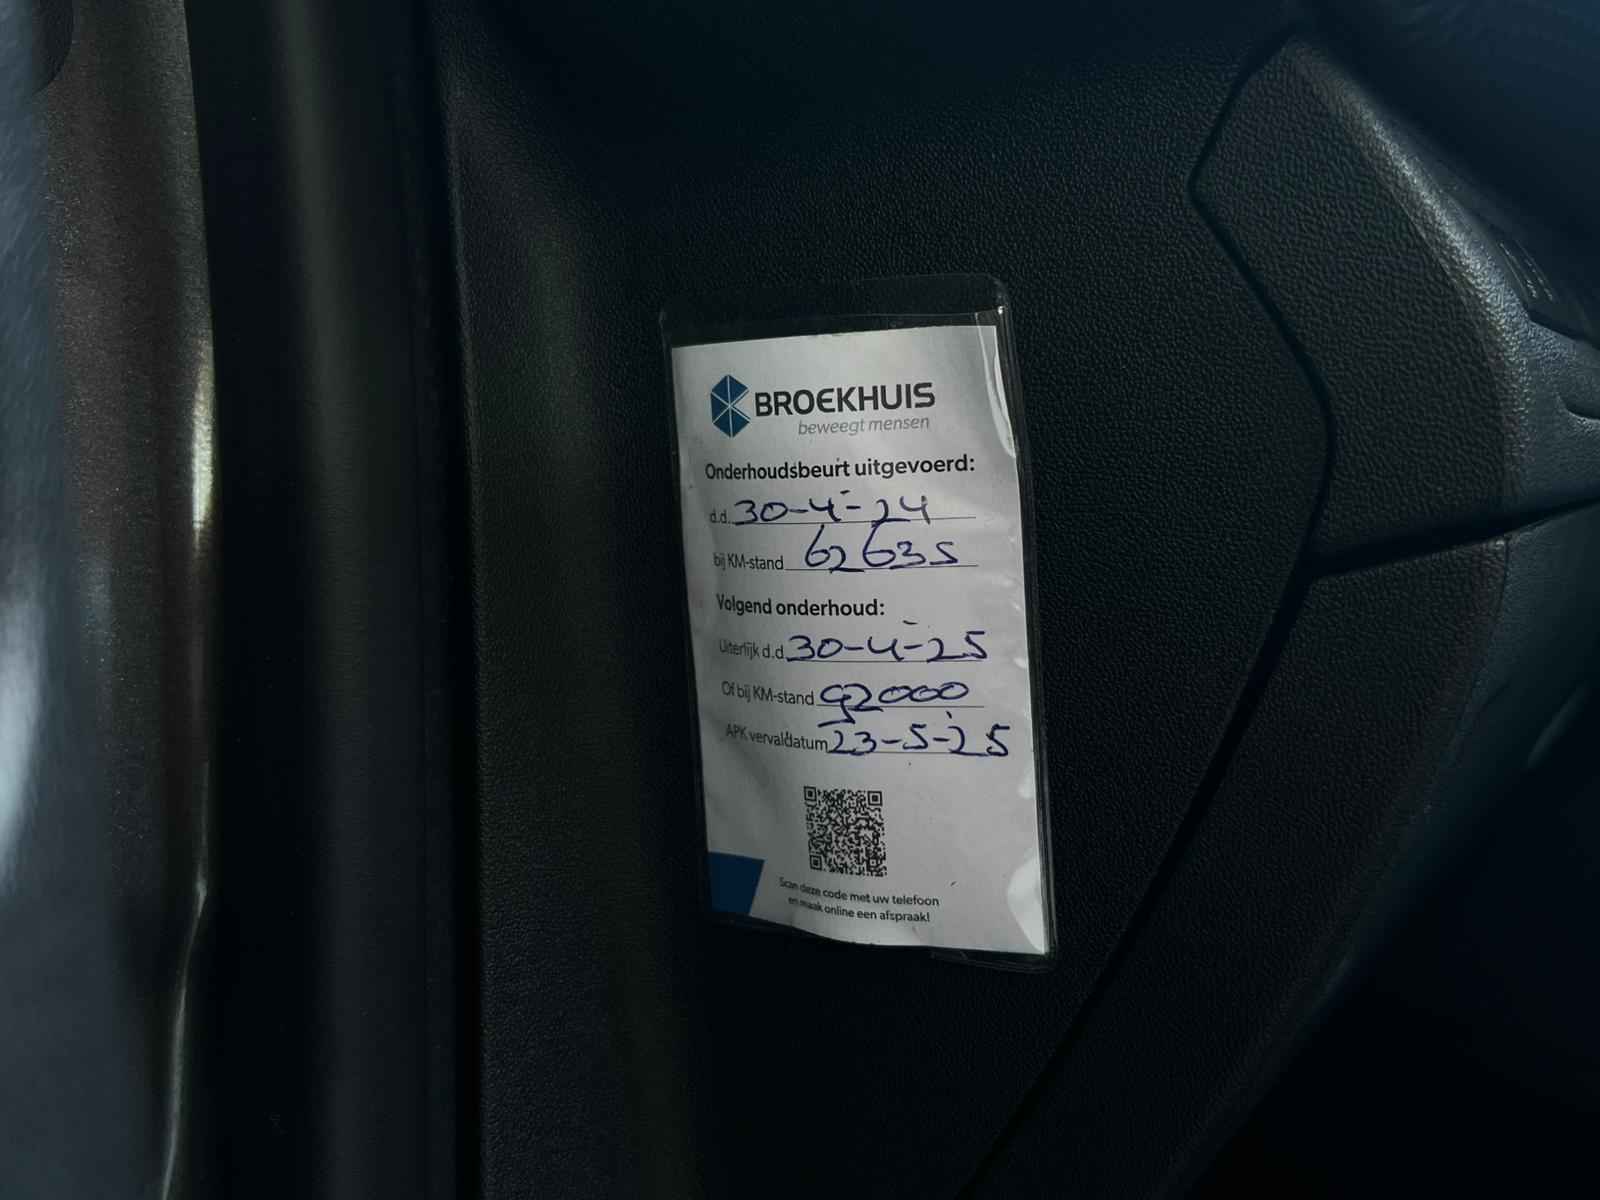 BROEKHUIS
beweegt mensen
Onderhoudsbeurt uitgevoerd:
d.d. 30-4-24
bij KM-stand 62635
Volgend onderhoud:
Uiterlijk d.d 30-4-25
Of bij KM-stand 92000
APK vervaldatum 23-5-25
Scan deze code met uw telefoon
en maak online een afspraak!